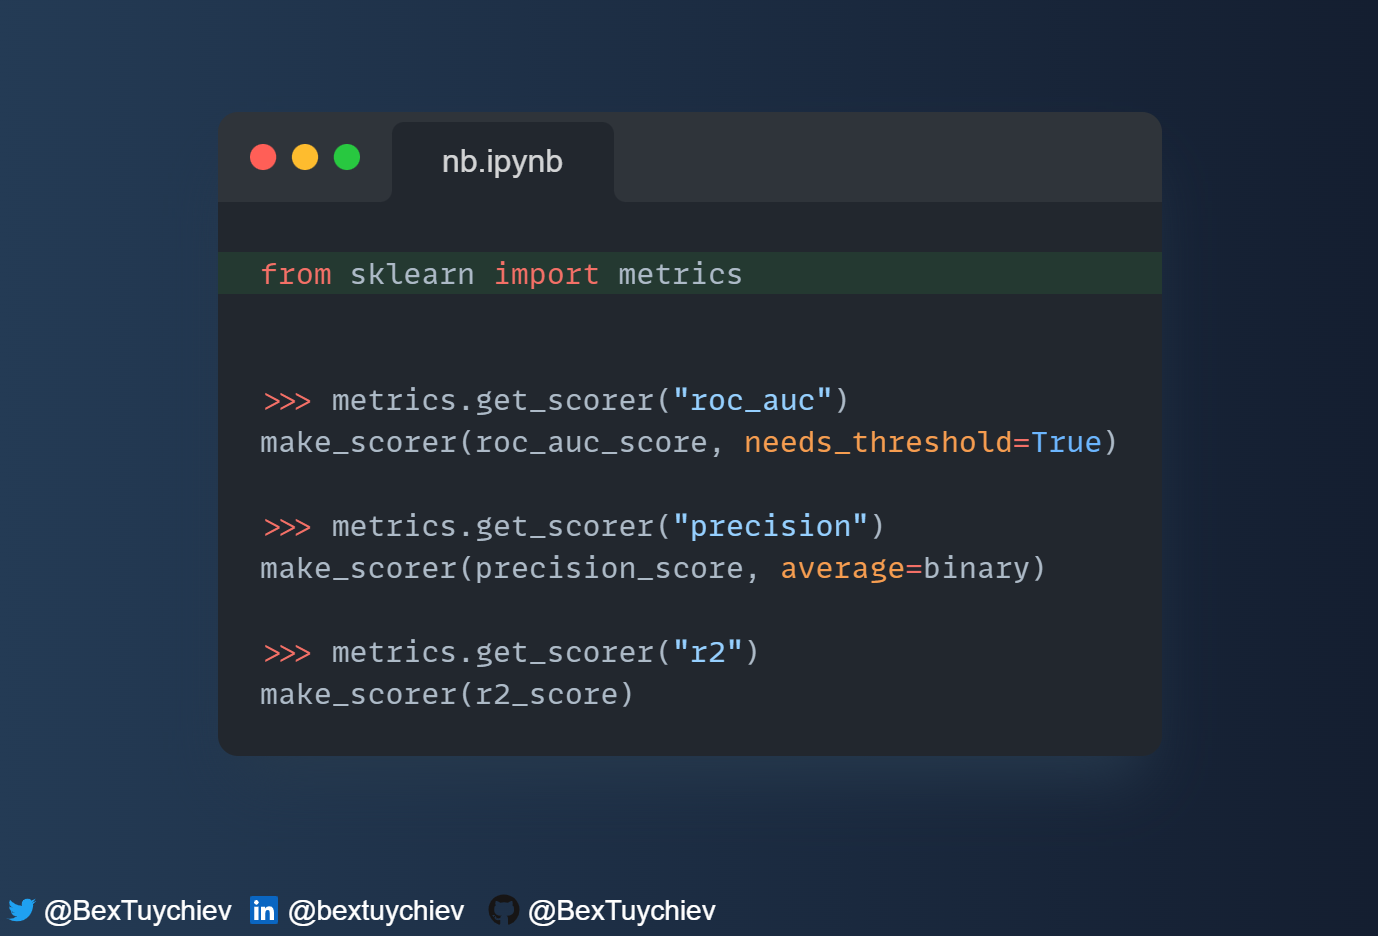 nb.ipynb
from sklearn import metrics
>>> metrics.get_scorer("roc_auc")
make_scorer(roc_auc_score, needs_threshold=True)
>>> metrics.get_scorer("precision")
make_scorer(precision_score, average=binary)
>>> metrics.get_scorer("r2")
make_scorer(r2_score)
@BexTuychiev in @bextuychiev @BexTuychiev